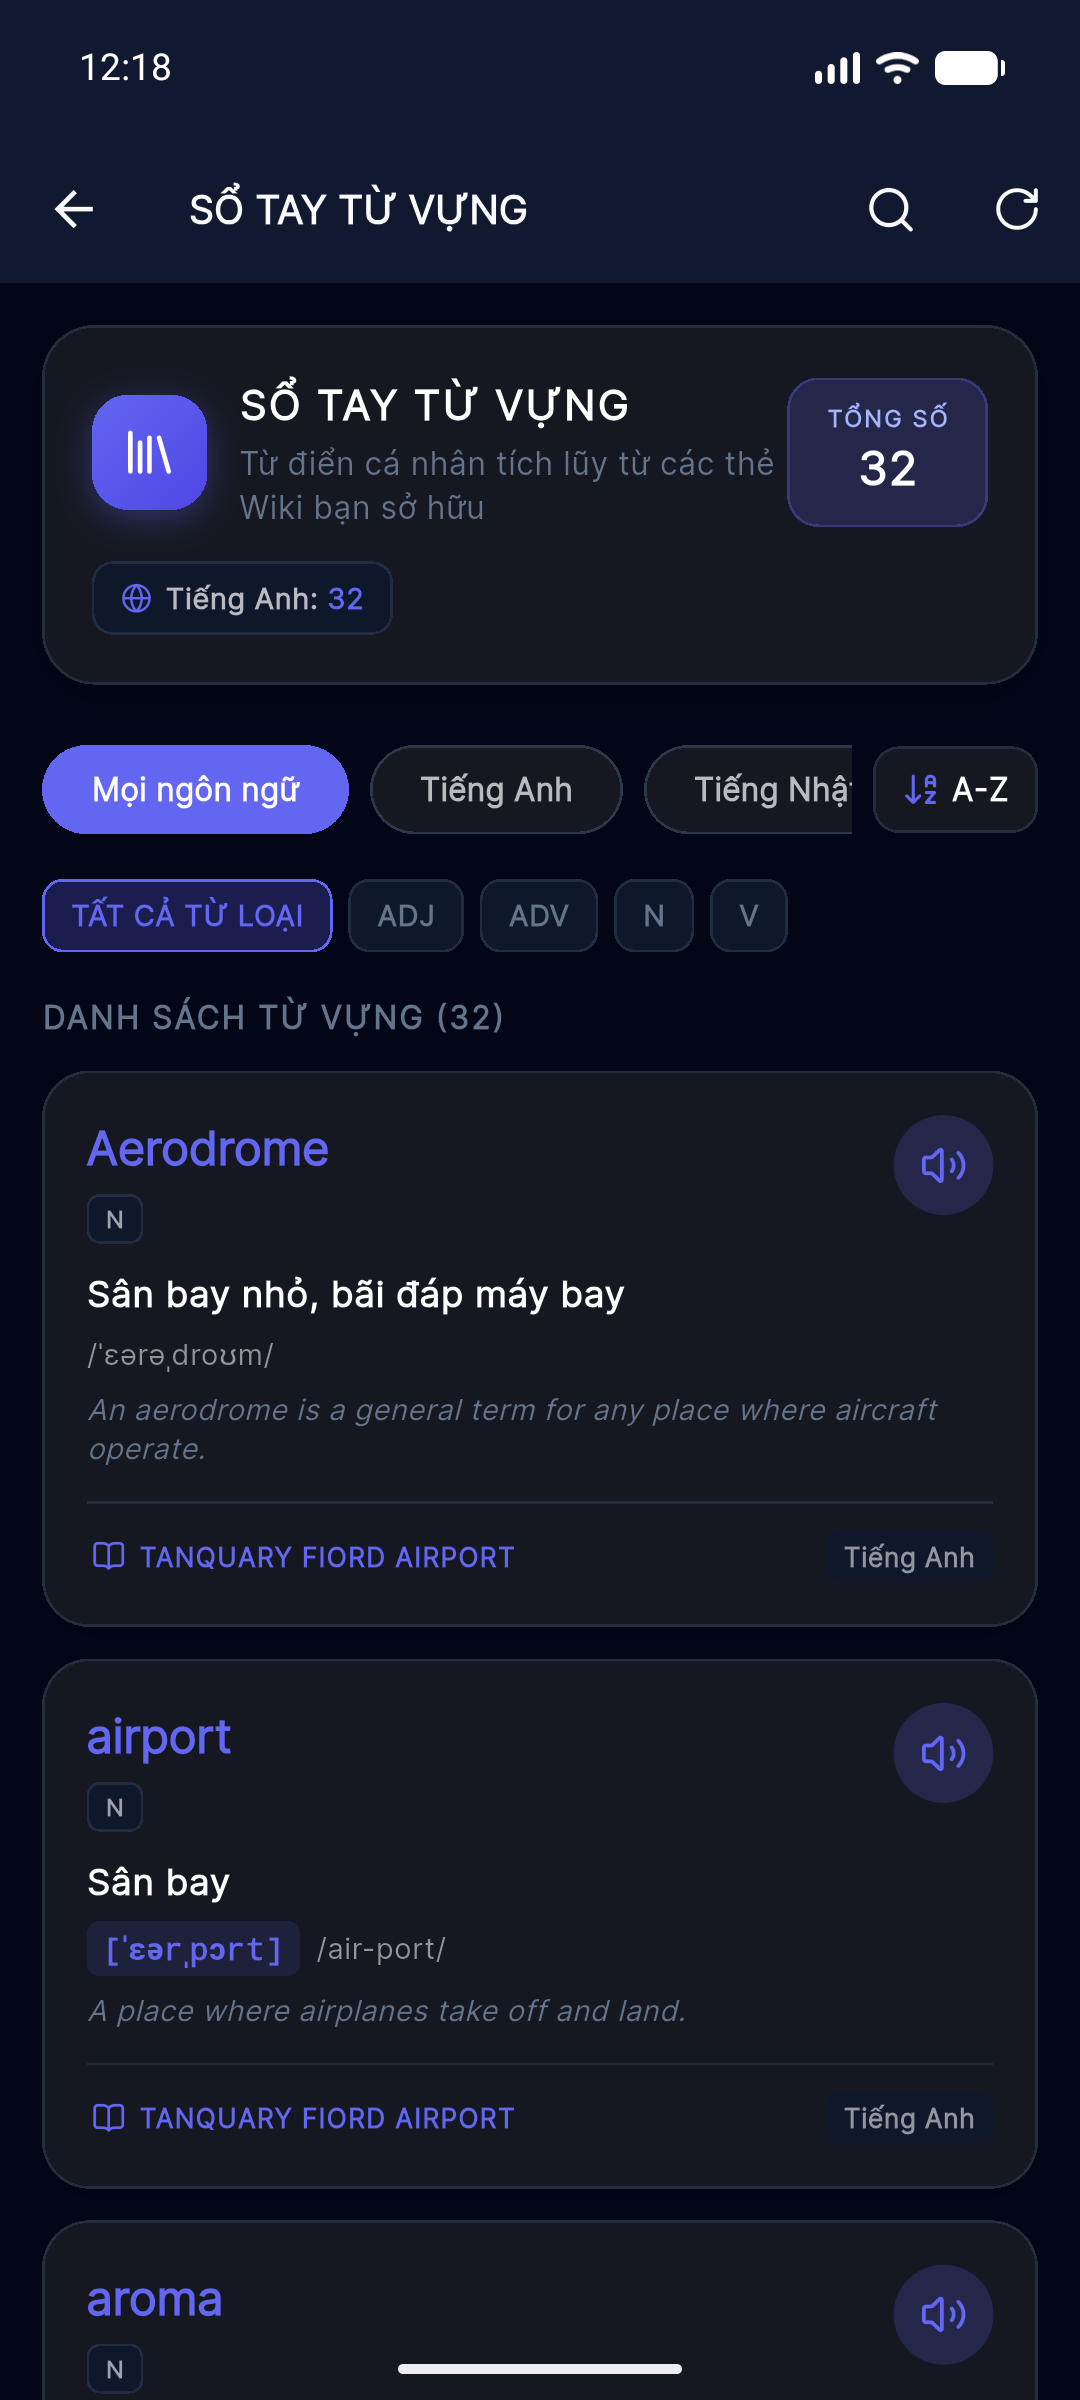 12:18
SỔ TAY TỪ VỰNG
SỔ TAY TỪ VỰNG
Từ điển cá nhân tích lũy từ các thẻ
Wiki bạn sở hữu
TỔNG SỐ
32
Tiếng Anh: 32
Mọi ngôn ngữ
Tiếng Anh
Tiếng Nhật
A-Z
TẤT CẢ TỪ LOẠI
ADJ
ADV
N
V
DANH SÁCH TỪ VỰNG (32)
Aerodrome
N
Sân bay nhỏ, bãi đáp máy bay
/ˈɛərəˌdroʊm/
An aerodrome is a general term for any place where aircraft
operate.
TANQUARY FIORD AIRPORT
Tiếng Anh
airport
N
Sân bay
[ˈɛərˌpɔrt] /air-port/
A place where airplanes take off and land.
TANQUARY FIORD AIRPORT
Tiếng Anh
aroma
N